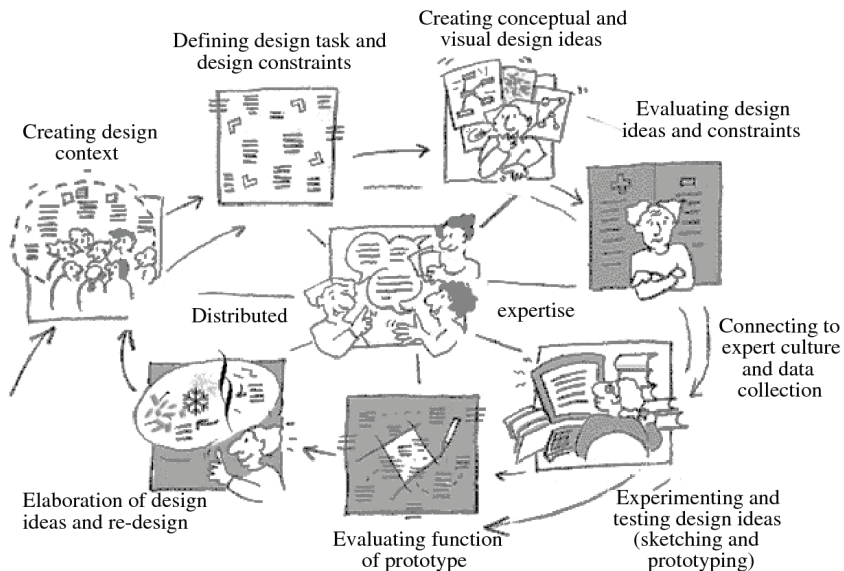 Creating conceptual and
visual design ideas
Defining design task and
design constraints
Evaluating design
ideas and constraints
Creating design
context
Distributed
expertise
Connecting to
expert culture
and data
collection
Elaboration of design
ideas and re-design
Evaluating function
of prototype
Experimenting and
testing design ideas
(sketching and
prototyping)